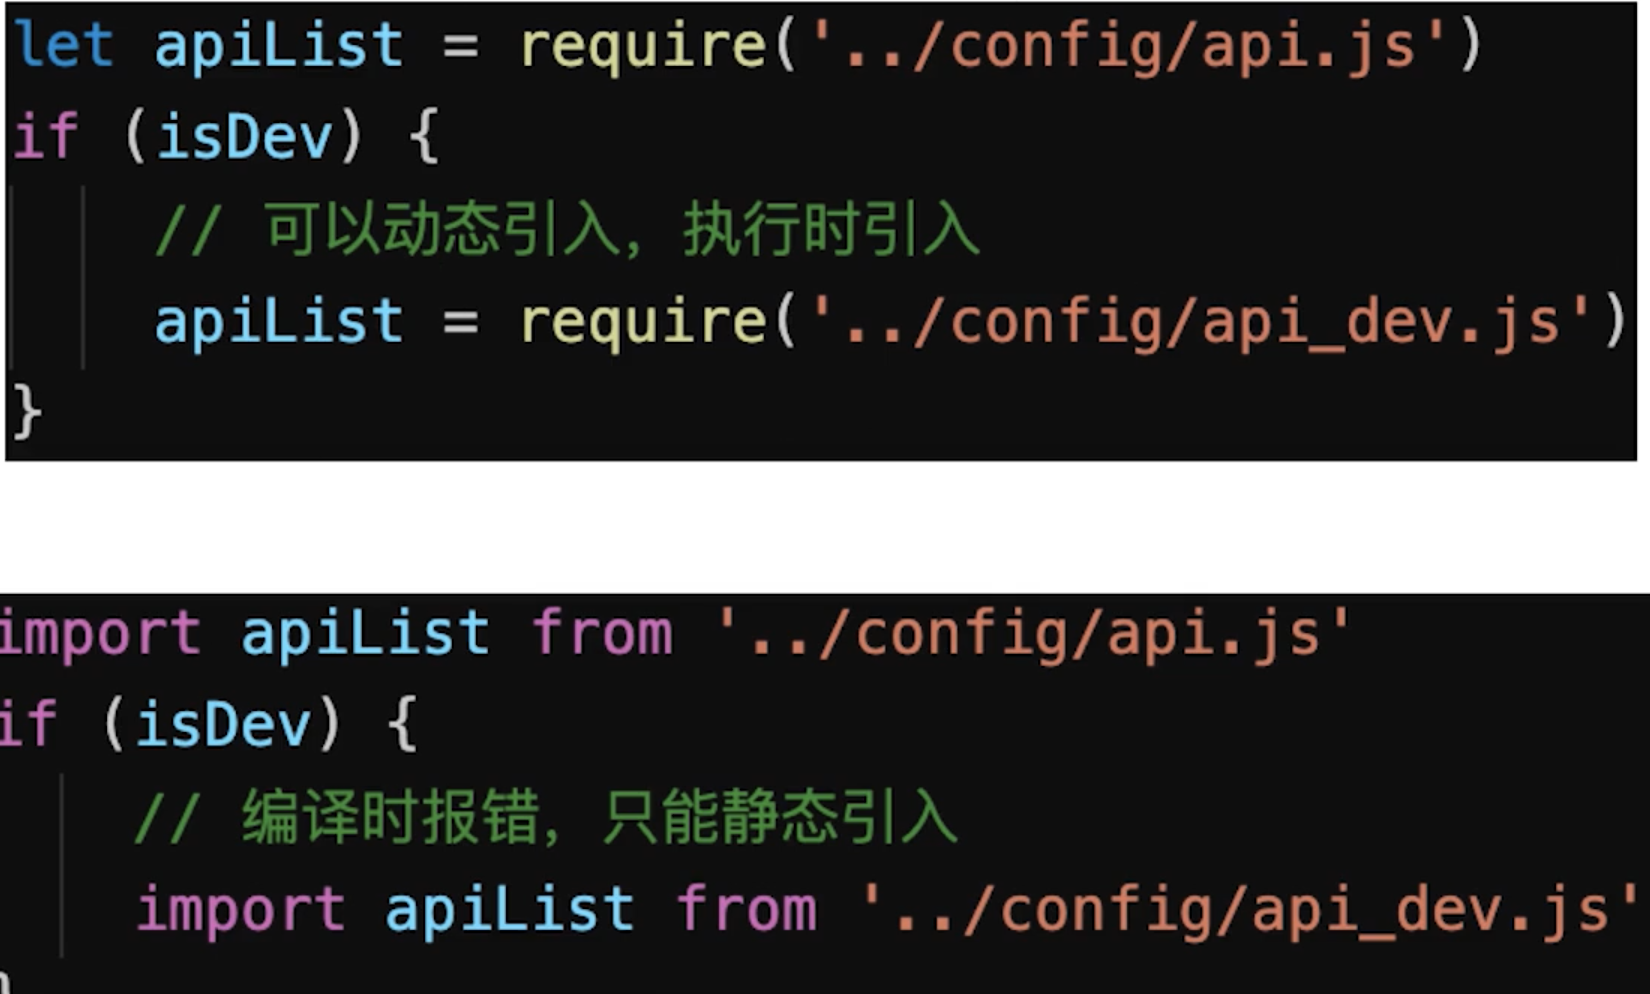 let apiList = require('../config/api.js')
if (isDev) {
// 可以动态引入，执行时引入
apiList = require('../config/api_dev.js')
}
import apiList from '../config/api.js'
if (isDev) {
// 编译时报错，只能静态引入
import apiList from '../config/api_dev.js'
}